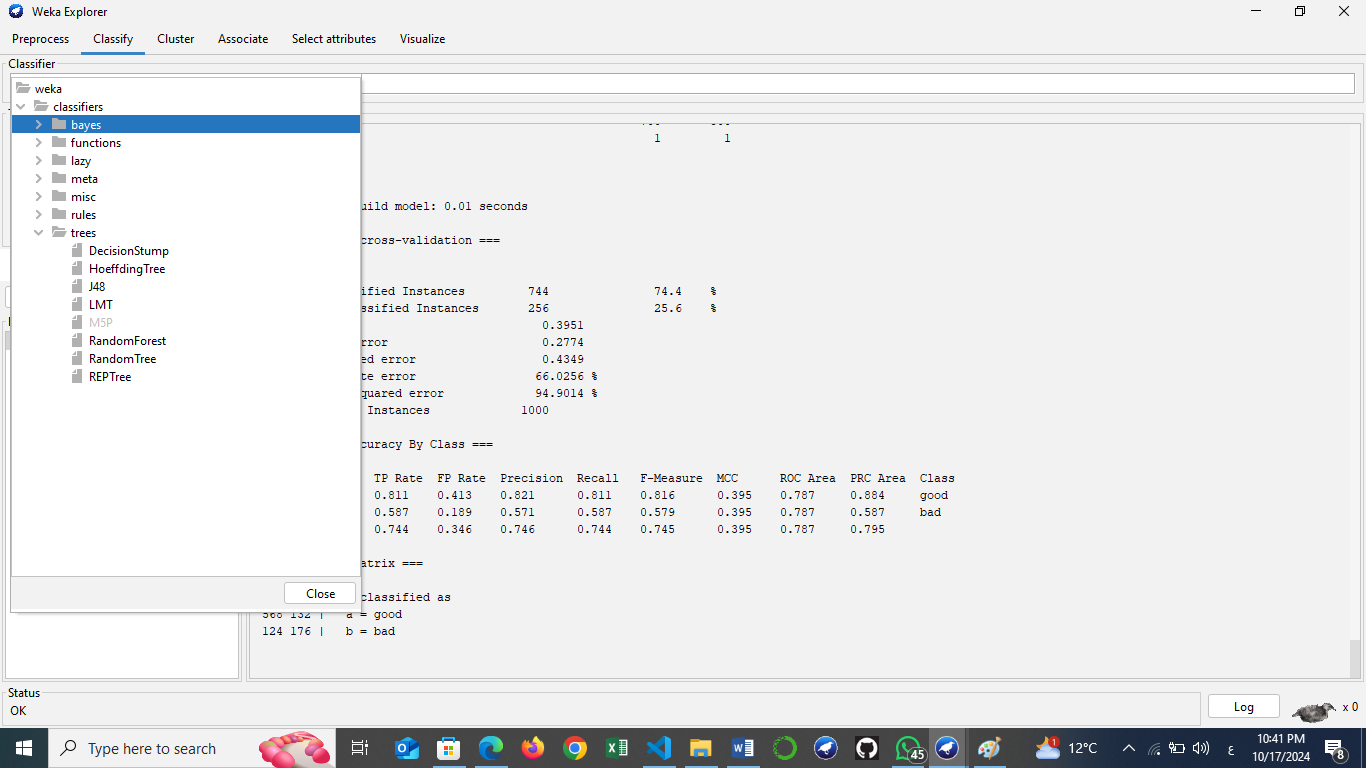 Weka Explorer
Preprocess Classify Cluster Associate Select attributes Visualize
Classifier
weka
classifiers
bayes
functions
lazy
meta
misc
rules
trees
DecisionStump
HoeffdingTree
J48
LMT
M5P
RandomForest
RandomTree
REPTree
Close
1 1
uild model: 0.01 seconds
cross-validation ===
ified Instances 744 74.4 %
ssified Instances 256 25.6 %
0.3951
rror 0.2774
ed error 0.4349
te error 66.0256 %
quared error 94.9014 %
Instances 1000
curacy By Class ===
TP Rate FP Rate Precision Recall F-Measure MCC ROC Area PRC Area Class
0.811 0.413 0.821 0.811 0.816 0.395 0.787 0.884 good
0.587 0.189 0.571 0.587 0.579 0.395 0.787 0.587 bad
0.744 0.346 0.746 0.744 0.745 0.395 0.787 0.795
atrix ===
classified as
568 132 | a = good
124 176 | b = bad
Status
OK
Log
x 0
Type here to search
45
1
12°C
ع
10:41 PM
10/17/2024
8